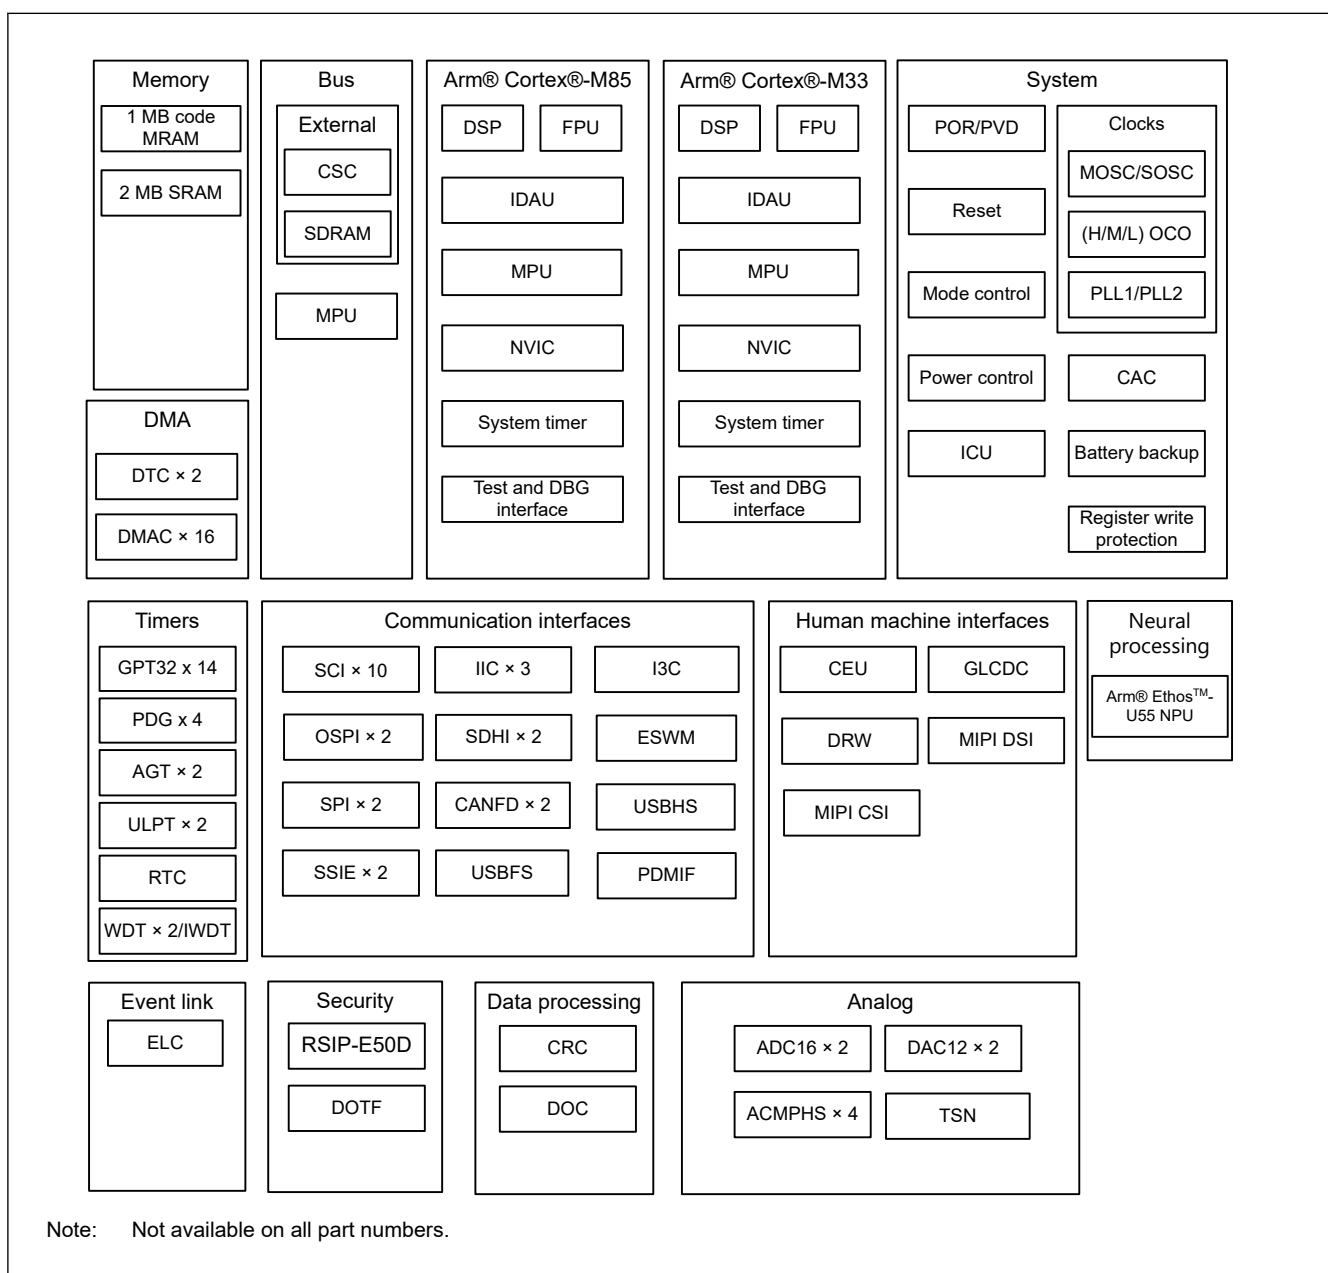 Memory
1 MB code
MRAM
2 MB SRAM
DMA
DTC × 2
DMAC × 16
Bus
External
CSC
SDRAM
MPU
Arm® Cortex®-M85
DSP
FPU
IDAU
MPU
NVIC
System timer
Test and DBG
interface
Arm® Cortex®-M33
DSP
FPU
IDAU
MPU
NVIC
System timer
Test and DBG
interface
System
POR/PVD
Reset
Mode control
Power control
ICU
Clocks
MOSC/SOSC
(H/M/L) OCO
PLL1/PLL2
CAC
Battery backup
Register write
protection
Timers
GPT32 x 14
PDG x 4
AGT × 2
ULPT × 2
RTC
WDT × 2/IWDT
Communication interfaces
SCI × 10
IIC × 3
I3C
OSPI × 2
SDHI × 2
ESWM
SPI × 2
CANFD × 2
USBHS
SSIE × 2
USBFS
PDMIF
Human machine interfaces
CEU
GLCDC
DRW
MIPI DSI
MIPI CSI
Neural
processing
Arm® Ethos™-
U55 NPU
Event link
ELC
Security
RSIP-E50D
DOTF
Data processing
CRC
DOC
Analog
ADC16 × 2
DAC12 × 2
ACMPHS × 4
TSN
Note: Not available on all part numbers.